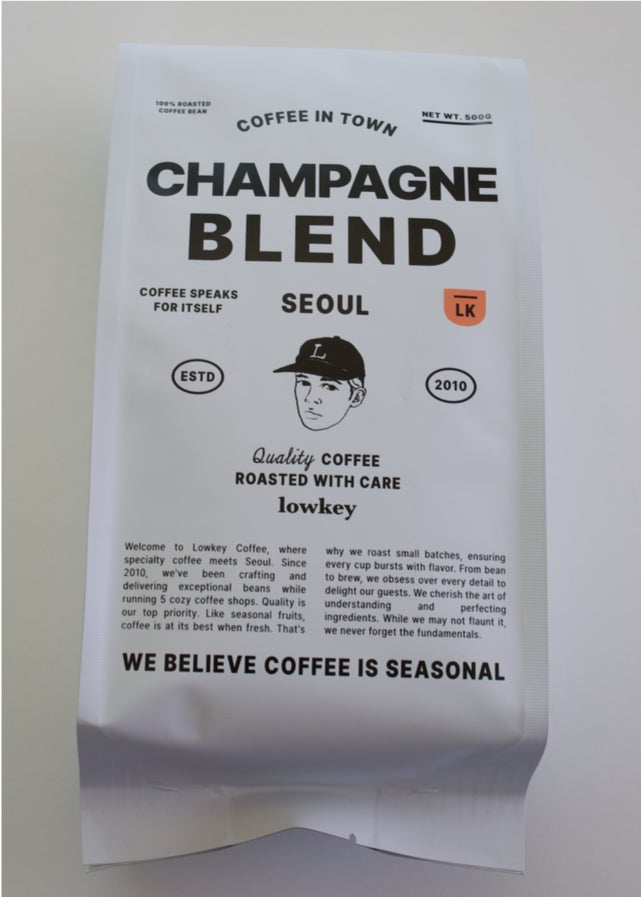 100% ROASTED
COFFEE BEAN
COFFEE IN TOWN
NET WT. 500G
CHAMPAGNE
BLEND
COFFEE SPEAKS
FOR ITSELF
SEOUL
LK
L
ESTD
2010
Quality COFFEE
ROASTED WITH CARE
lowkey
Welcome to Lowkey Coffee, where
specialty coffee meets Seoul. Since
2010, we've been crafting and
delivering exceptional beans while
running 5 cozy coffee shops. Quality is
our top priority. Like seasonal fruits,
coffee is at its best when fresh. That's
why we roast small batches, ensuring
every cup bursts with flavor. From bean
to brew, we obsess over every detail to
delight our guests. We cherish the art of
understanding and perfecting
ingredients. While we may not flaunt it,
we never forget the fundamentals.
WE BELIEVE COFFEE IS SEASONAL